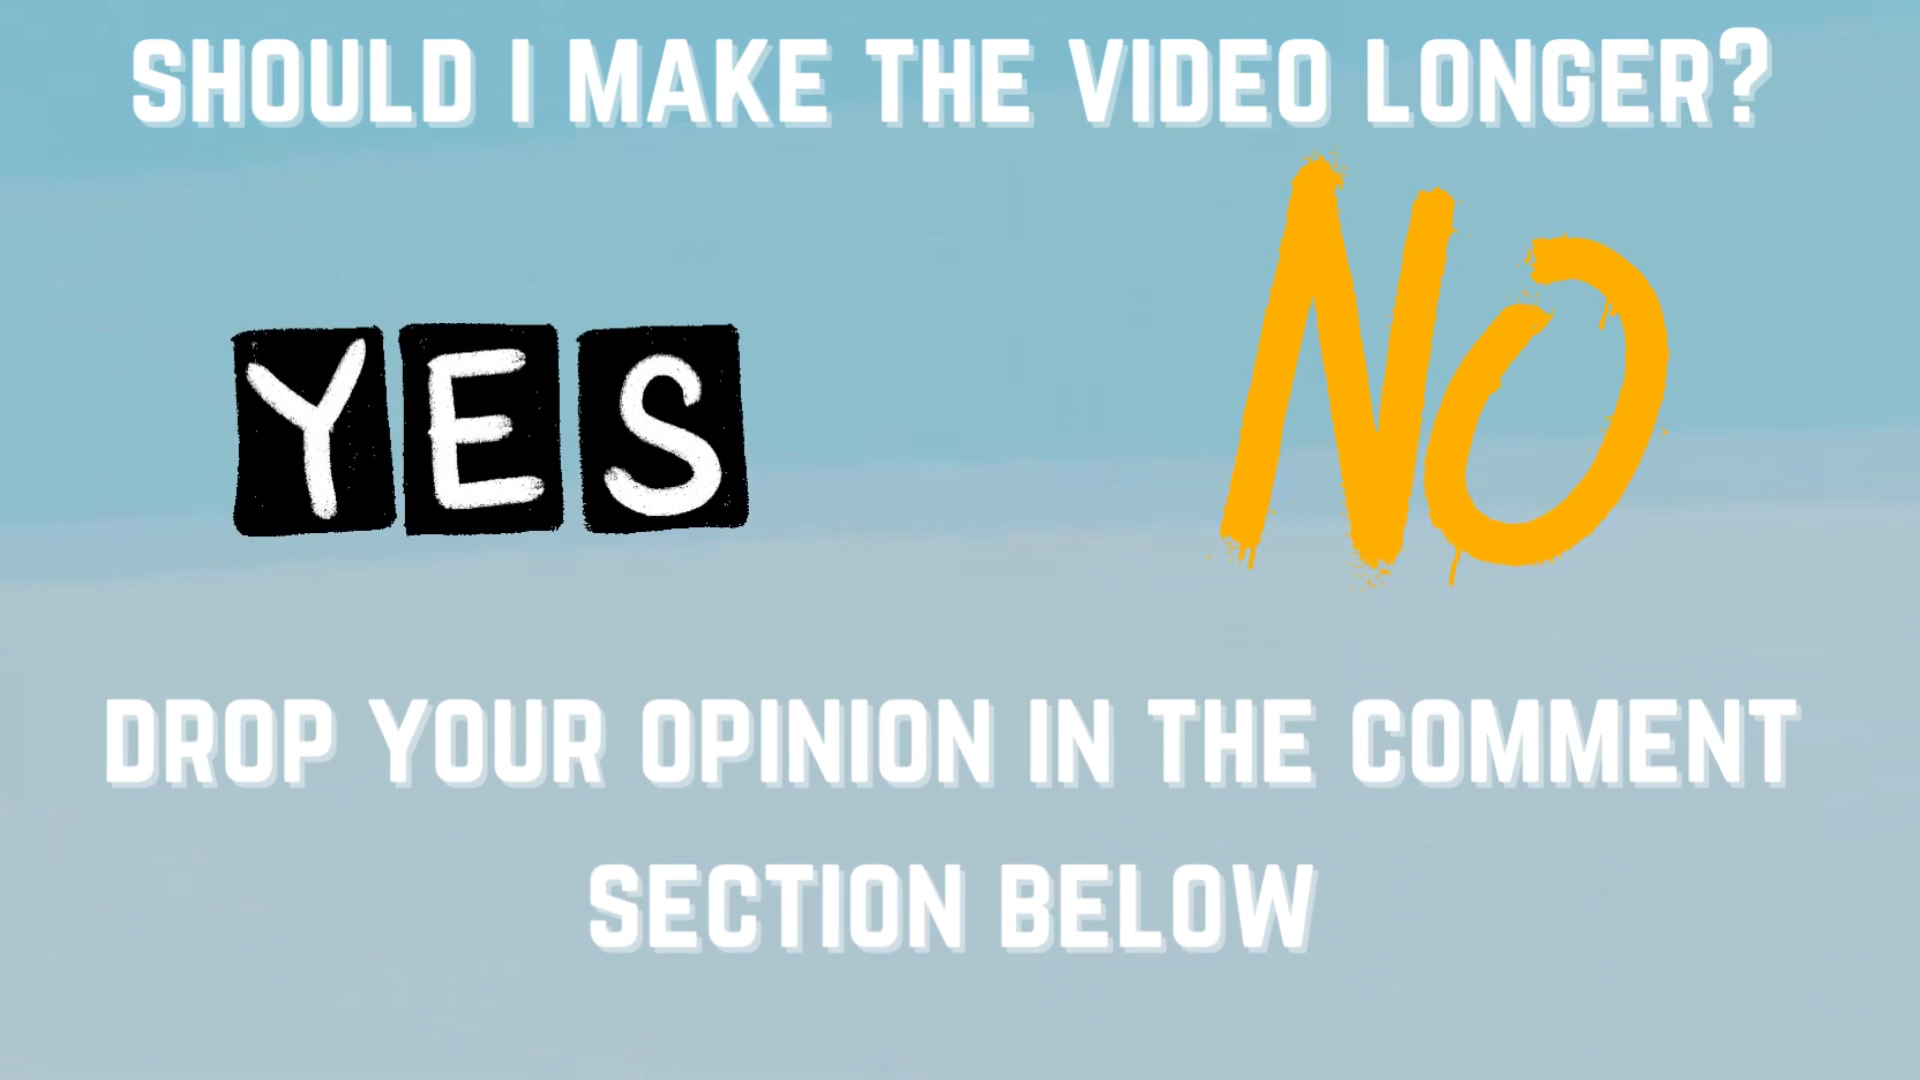 SHOULD I MAKE THE VIDEO LONGER?
YES
NO
DROP YOUR OPINION IN THE COMMENT
SECTION BELOW